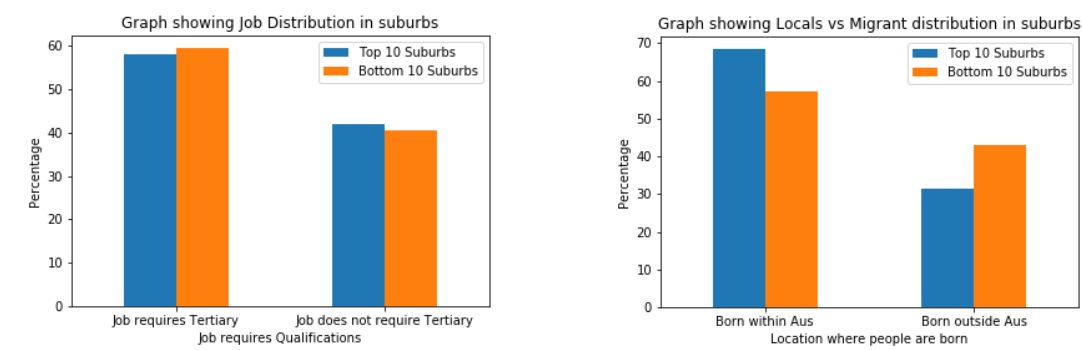 Graph showing Job Distribution in suburbs
60
50
40
30
20
10
0
Percentage
Top 10 Suburbs
Bottom 10 Suburbs
Job requires Tertiary
Job does not require Tertiary
Job requires Qualifications
Graph showing Locals vs Migrant distribution in suburbs
70
60
50
40
30
20
10
0
Percentage
Top 10 Suburbs
Bottom 10 Suburbs
Born within Aus
Born outside Aus
Location where people are born